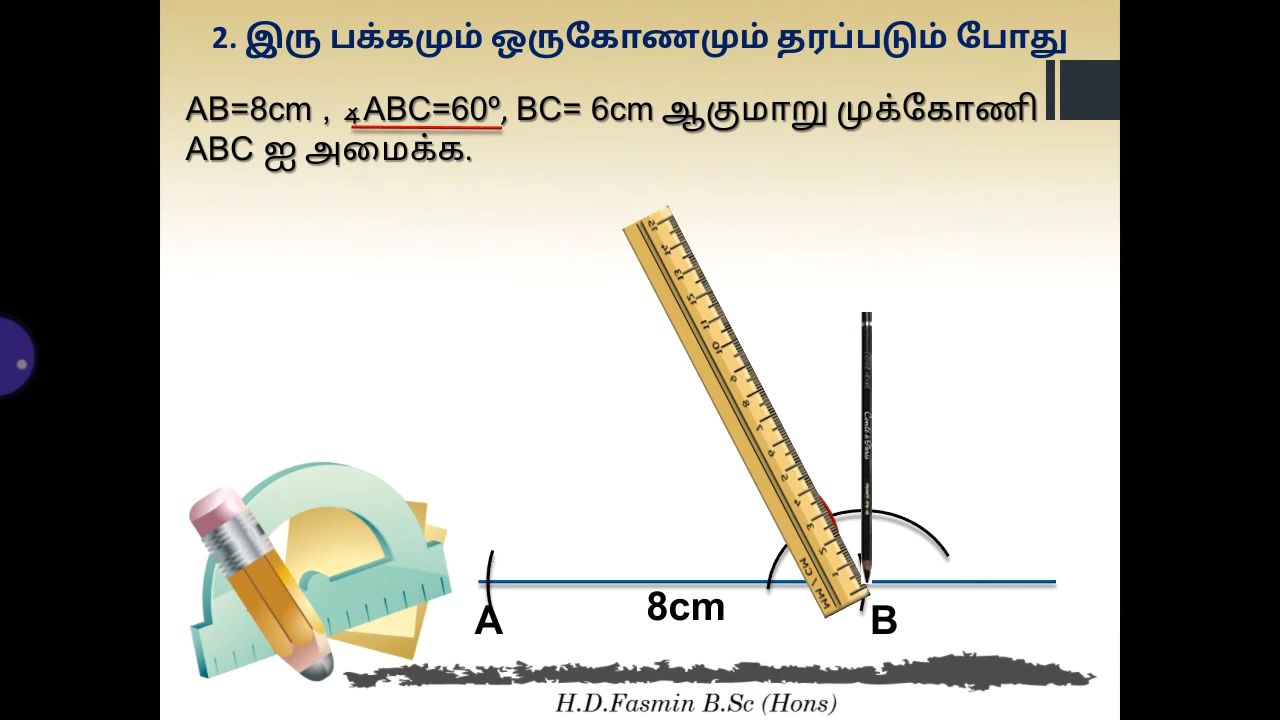 2. இரு பக்கமும் ஒருகோணமும் தரப்படும் போது
AB=8cm , ∡ABC=60⁰, BC= 6cm ஆகுமாறு முக்கோணி
ABC ஐ அமைக்க.
A
8cm
B
H.D.Fasmin B.Sc (Hons)